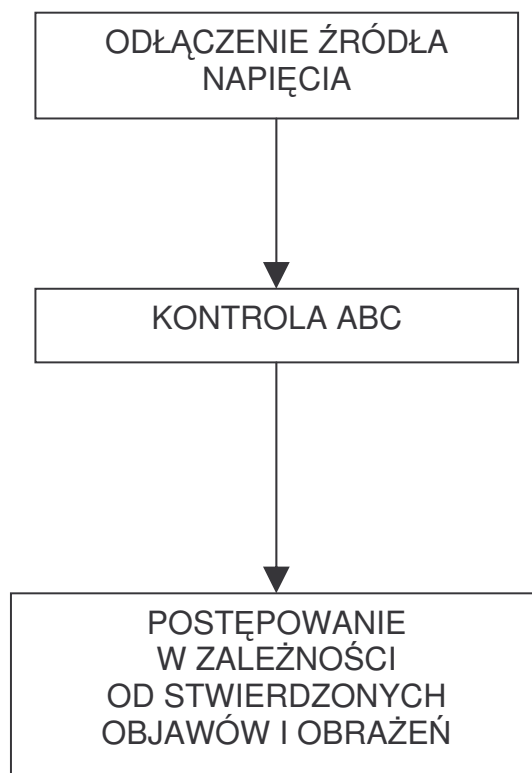 ODŁĄCZENIE ŹRÓDŁA
NAPIĘCIA
KONTROLA ABC
POSTĘPOWANIE
W ZALEŻNOŚCI
OD STWIERDZONYCH
OBJAWÓW I OBRAŻEŃ